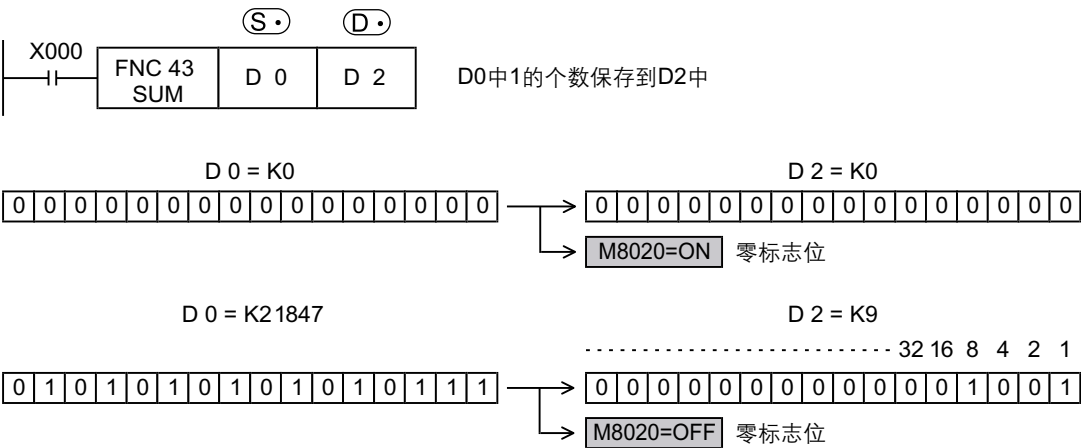 S· D·
X000
FNC 43
SUM
D 0 D 2 D0中1的个数保存到D2中
D 0 = K0 D 2 = K0
0 0 0 0 0 0 0 0 0 0 0 0 0 0 0 0 0 0 0 0 0 0 0 0 0 0 0 0 0 0 0 0
M8020=ON 零标志位
D 0 = K21847 D 2 = K9
32 16 8 4 2 1
0 1 0 1 0 1 0 1 0 1 0 1 0 1 1 1 0 0 0 0 0 0 0 0 0 0 0 0 1 0 0 1
M8020=OFF 零标志位